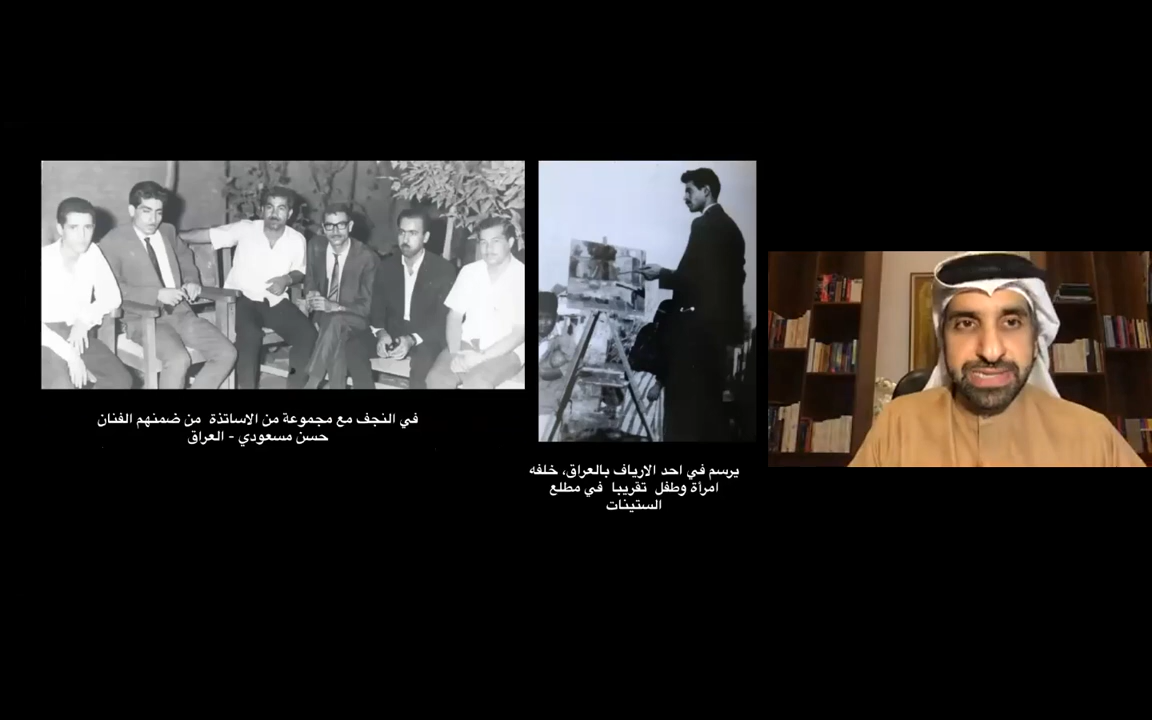 في النجف مع مجموعة من الاساتذة من ضمنهم الفنان
حسن مسعودي - العراق
يرسم في احد الارياف بالعراق، خلفه
امرأة وطفل تقريبا في مطلع
الستينات